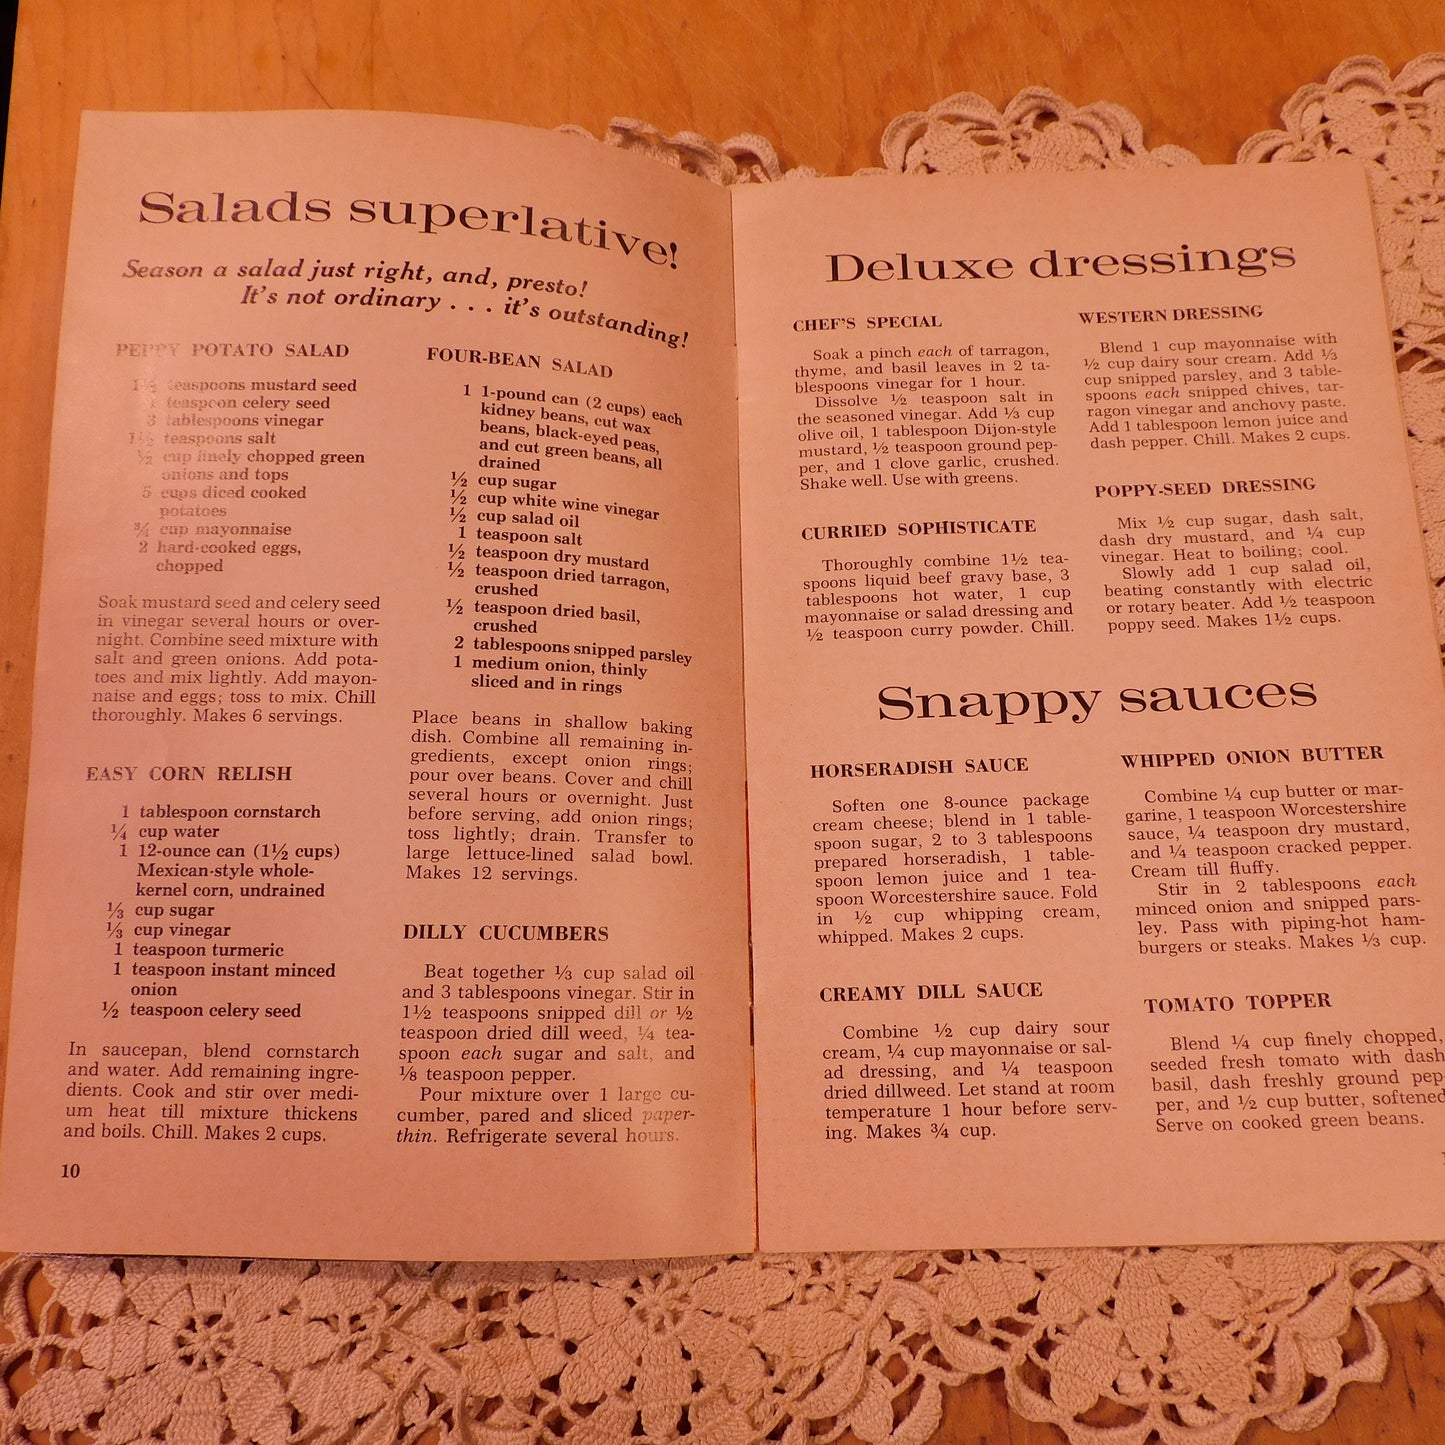 Salads superlative!
Season a salad just right, and, presto!
It's not ordinary . . . it's outstanding!
PEPPY POTATO SALAD
1½ teaspoons mustard seed
teaspoon celery seed
3 tablespoons vinegar
1½ teaspoons salt
½ cup finely chopped green
onions and tops
5 cups diced cooked
potatoes
¾ cup mayonnaise
2 hard-cooked eggs,
chopped
Soak mustard seed and celery seed
in vinegar several hours or over-
night. Combine seed mixture with
salt and green onions. Add pota-
toes and mix lightly. Add mayon-
naise and eggs; toss to mix. Chill
thoroughly. Makes 6 servings.
EASY CORN RELISH
1 tablespoon cornstarch
¼ cup water
1 12-ounce can (1½ cups)
Mexican-style whole-
kernel corn, undrained
⅓ cup sugar
⅓ cup vinegar
1 teaspoon turmeric
1 teaspoon instant minced
onion
½ teaspoon celery seed
In saucepan, blend cornstarch
and water. Add remaining ingre-
dients. Cook and stir over medi-
um heat till mixture thickens
and boils. Chill. Makes 2 cups.
10
FOUR-BEAN SALAD
1 1-pound can (2 cups) each
kidney beans, cut wax
beans, black-eyed peas,
and cut green beans, all
drained
½ cup sugar
½ cup white wine vinegar
½ cup salad oil
1 teaspoon salt
½ teaspoon dry mustard
½ teaspoon dried tarragon,
crushed
½ teaspoon dried basil,
crushed
2 tablespoons snipped parsley
1 medium onion, thinly
sliced and in rings
Place beans in shallow baking
dish. Combine all remaining in-
gredients, except onion rings;
pour over beans. Cover and chill
several hours or overnight. Just
before serving, add onion rings;
toss lightly; drain. Transfer to
large lettuce-lined salad bowl.
Makes 12 servings.
DILLY CUCUMBERS
Beat together ⅓ cup salad oil
and 3 tablespoons vinegar. Stir in
1½ teaspoons snipped dill or ½
teaspoon dried dill weed, ¼ tea-
spoon each sugar and salt, and
⅛ teaspoon pepper.
Pour mixture over 1 large cu-
cumber, pared and sliced paper-
thin. Refrigerate several hours.
Deluxe dressings
CHEF'S SPECIAL
Soak a pinch each of tarragon,
thyme, and basil leaves in 2 ta-
blespoons vinegar for 1 hour.
Dissolve ½ teaspoon salt in
the seasoned vinegar. Add ⅓ cup
olive oil, 1 tablespoon Dijon-style
mustard, ½ teaspoon ground pep-
per, and 1 clove garlic, crushed.
Shake well. Use with greens.
CURRIED SOPHISTICATE
Thoroughly combine 1½ tea-
spoons liquid beef gravy base, 3
tablespoons hot water, 1 cup
mayonnaise or salad dressing and
½ teaspoon curry powder. Chill.
WESTERN DRESSING
Blend 1 cup mayonnaise with
½ cup dairy sour cream. Add ⅓
cup snipped parsley, and 3 table-
spoons each snipped chives, tar-
ragon vinegar and anchovy paste.
Add 1 tablespoon lemon juice and
dash pepper. Chill. Makes 2 cups.
POPPY-SEED DRESSING
Mix ½ cup sugar, dash salt,
dash dry mustard, and ¼ cup
vinegar. Heat to boiling; cool.
Slowly add 1 cup salad oil,
beating constantly with electric
or rotary beater. Add ½ teaspoon
poppy seed. Makes 1½ cups.
Snappy sauces
HORSERADISH SAUCE
Soften one 8-ounce package
cream cheese; blend in 1 table-
spoon sugar, 2 to 3 tablespoons
prepared horseradish, 1 table-
spoon lemon juice and 1 tea-
spoon Worcestershire sauce. Fold
in ½ cup whipping cream,
whipped. Makes 2 cups.
CREAMY DILL SAUCE
Combine ½ cup dairy sour
cream, ¼ cup mayonnaise or sal-
ad dressing, and ¼ teaspoon
dried dillweed. Let stand at room
temperature 1 hour before serv-
ing. Makes ¾ cup.
WHIPPED ONION BUTTER
Combine ¼ cup butter or mar-
garine, 1 teaspoon Worcestershire
sauce, ¼ teaspoon dry mustard,
and ¼ teaspoon cracked pepper.
Cream till fluffy.
Stir in 2 tablespoons each
minced onion and snipped pars-
ley. Pass with piping-hot ham-
burgers or steaks. Makes ⅓ cup.
TOMATO TOPPER
Blend ¼ cup finely chopped,
seeded fresh tomato with dash
basil, dash freshly ground pep-
per, and ½ cup butter, softened
Serve on cooked green beans.